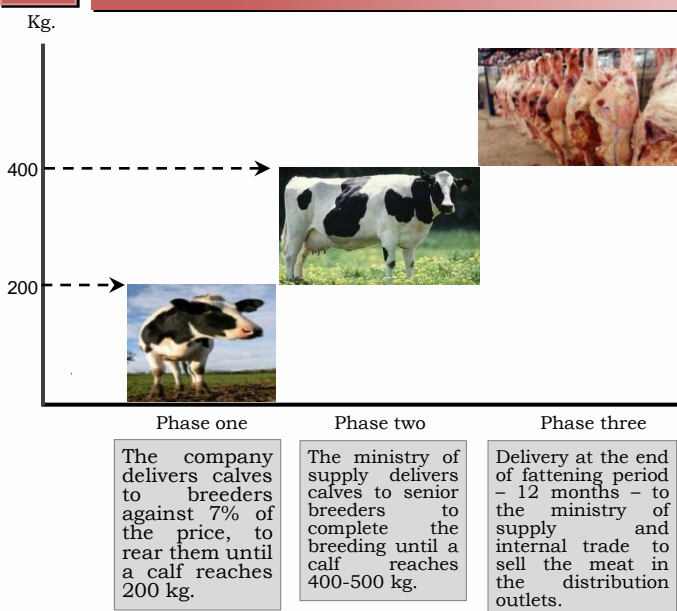 Kg.
400
200
Phase one
Phase two
Phase three
The company
delivers calves
to breeders
against 7% of
the price, to
rear them until
a calf reaches
200 kg.
The ministry of
supply delivers
calves to senior
breeders to
complete the
breeding until a
calf reaches
400-500 kg.
Delivery at the end
of fattening period
– 12 months – to
the ministry of
supply and
internal trade to
sell the meat in
the distribution
outlets.